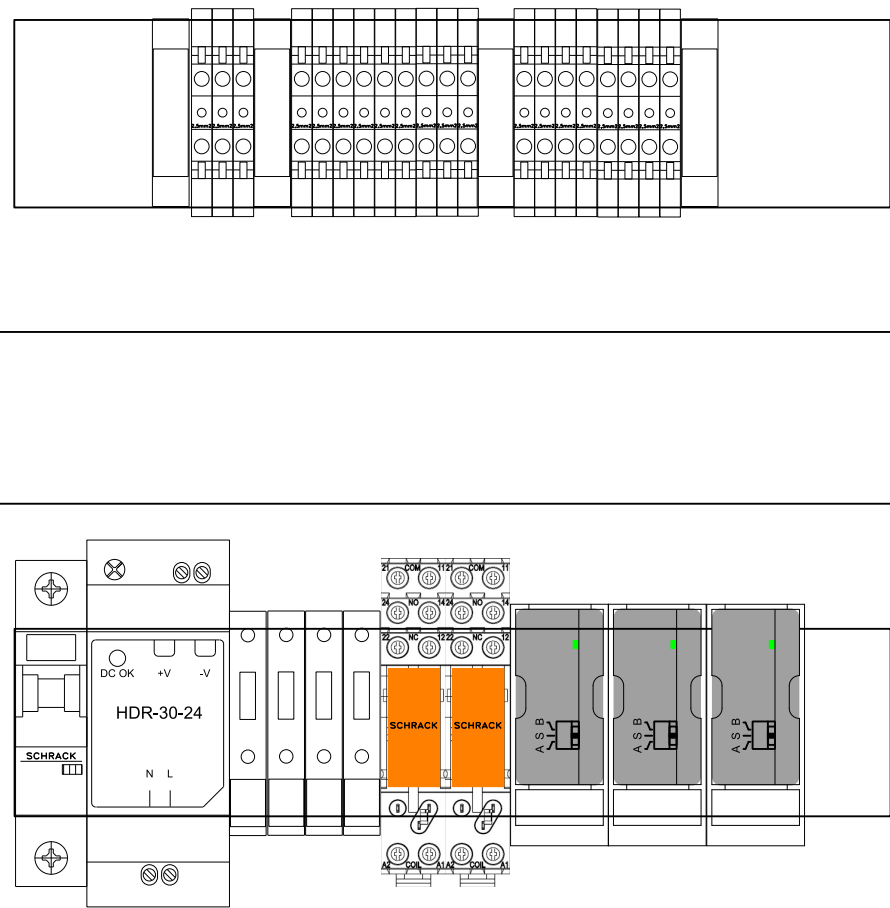 2,5mm2 2,5mm2 2,5mm2 2,5mm2 2,5mm2 2,5mm2 2,5mm2 2,5mm2 2,5mm2 2,5mm2 2,5mm2 2,5mm2 2,5mm2 2,5mm2 2,5mm2 2,5mm2 2,5mm2 2,5mm2 2,5mm2 2,5mm2
21 COM 11 21 COM 11
24 NO 14 24 NO 14
22 NC 12 22 NC 12
DC OK +V -V
HDR-30-24
SCHRACK SCHRACK
A S B A S B A S B
SCHRACK
N L
A2 COIL A1 A2 COIL A1